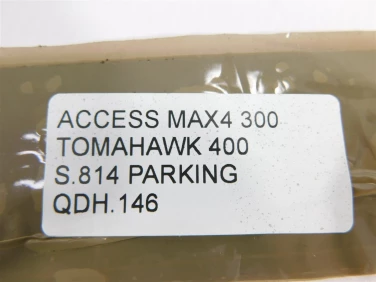 ACCESS MAX4 300
TOMAHAWK 400
S.814 PARKING
QDH.146